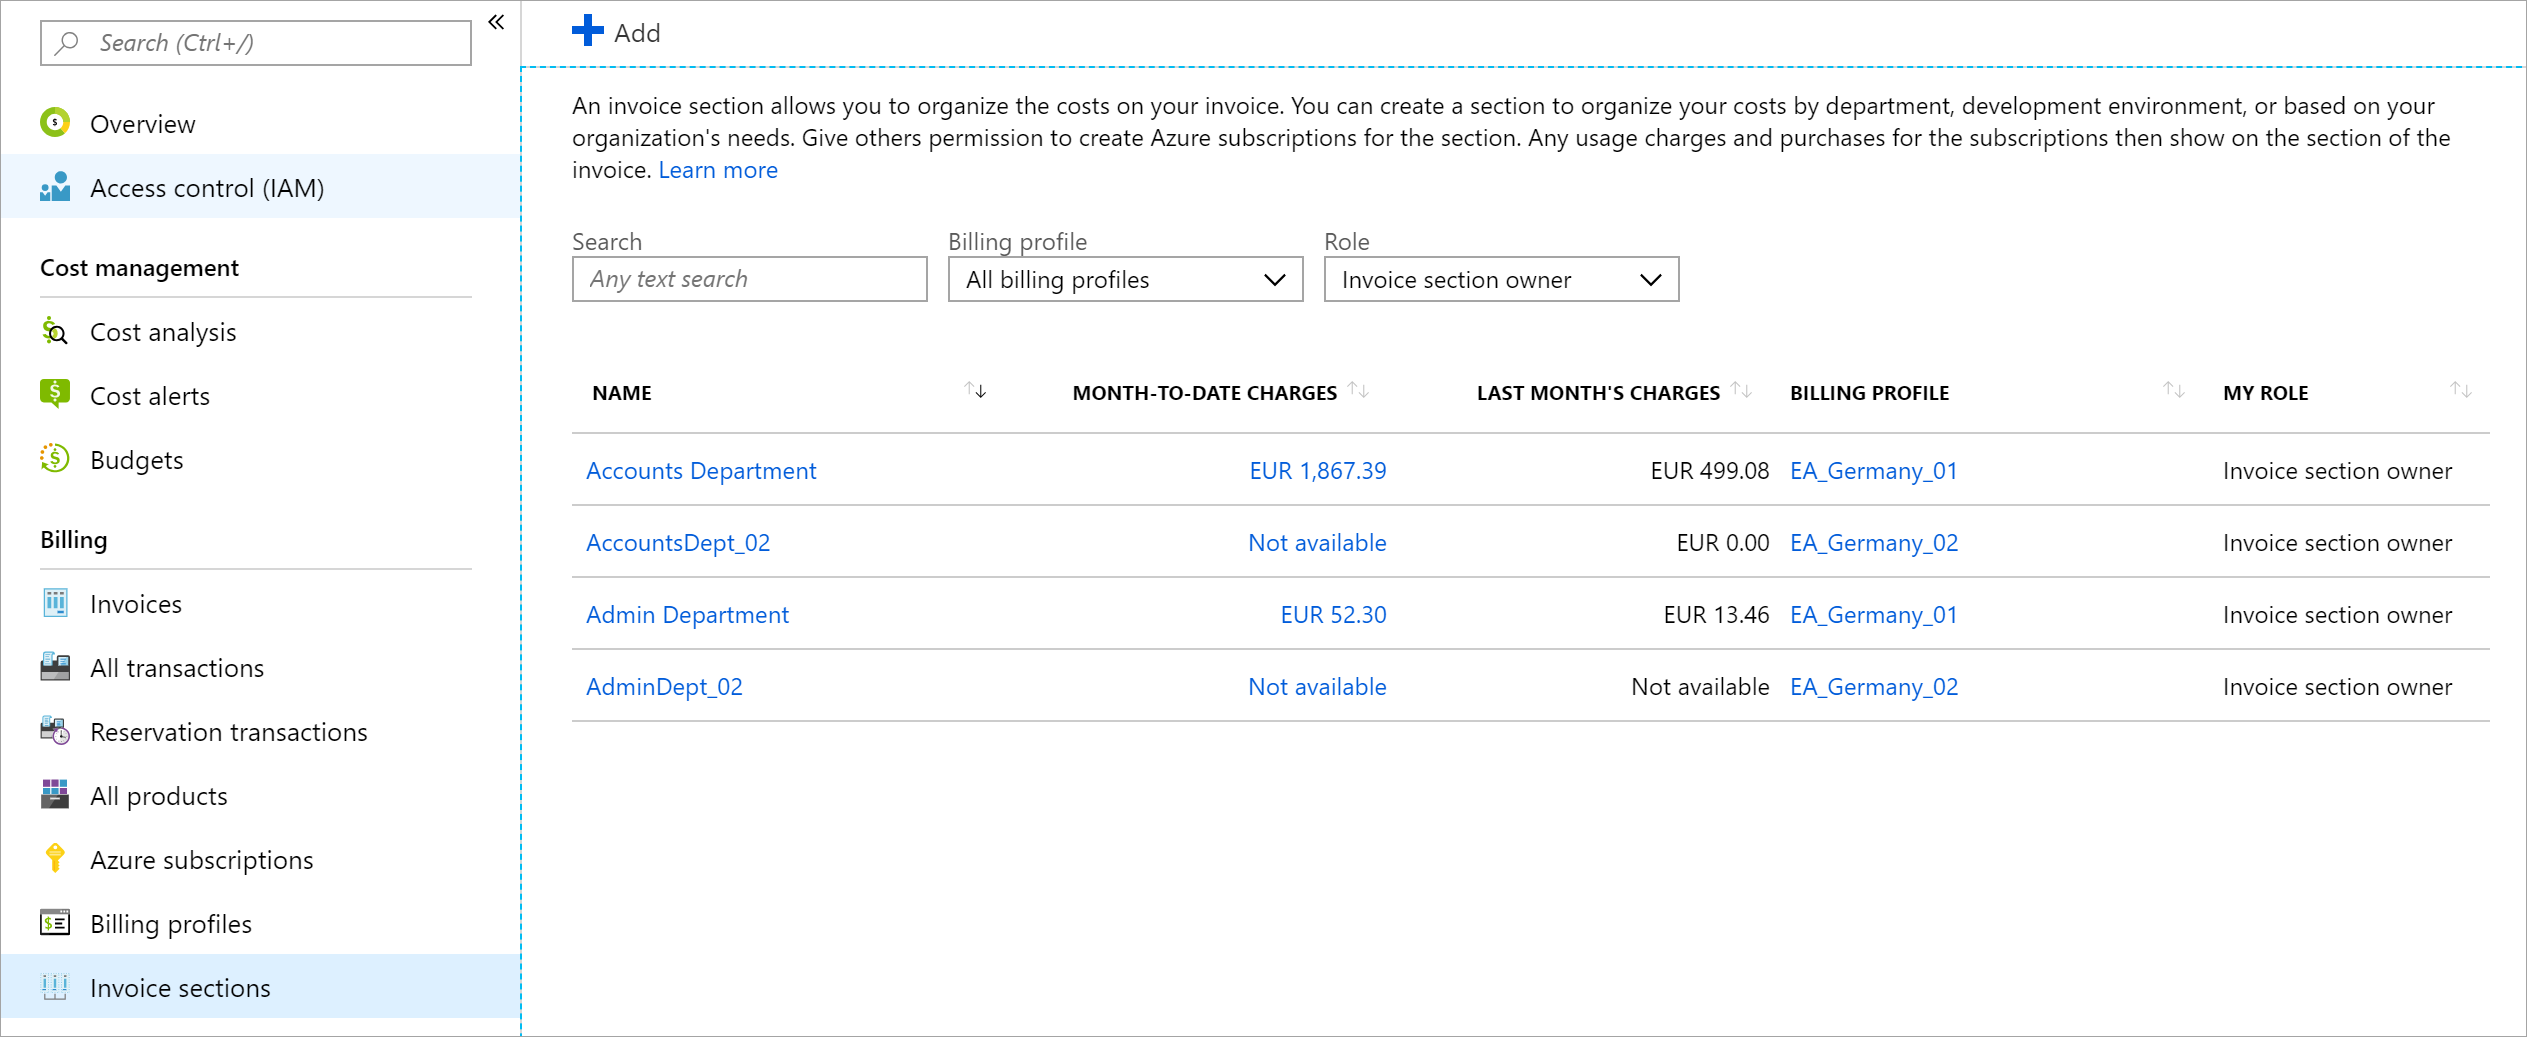 Search (Ctrl+/)
«
Overview
Access control (IAM)
Cost management
Cost analysis
Cost alerts
Budgets
Billing
Invoices
All transactions
Reservation transactions
All products
Azure subscriptions
Billing profiles
Invoice sections
Add
An invoice section allows you to organize the costs on your invoice. You can create a section to organize your costs by department, development environment, or based on your
organization's needs. Give others permission to create Azure subscriptions for the section. Any usage charges and purchases for the subscriptions then show on the section of the
invoice. Learn more
Search Billing profile Role
Any text search All billing profiles Invoice section owner
NAME MONTH-TO-DATE CHARGES LAST MONTH'S CHARGES BILLING PROFILE MY ROLE
Accounts Department EUR 1,867.39 EUR 499.08 EA_Germany_01 Invoice section owner
AccountsDept_02 Not available EUR 0.00 EA_Germany_02 Invoice section owner
Admin Department EUR 52.30 EUR 13.46 EA_Germany_01 Invoice section owner
AdminDept_02 Not available Not available EA_Germany_02 Invoice section owner